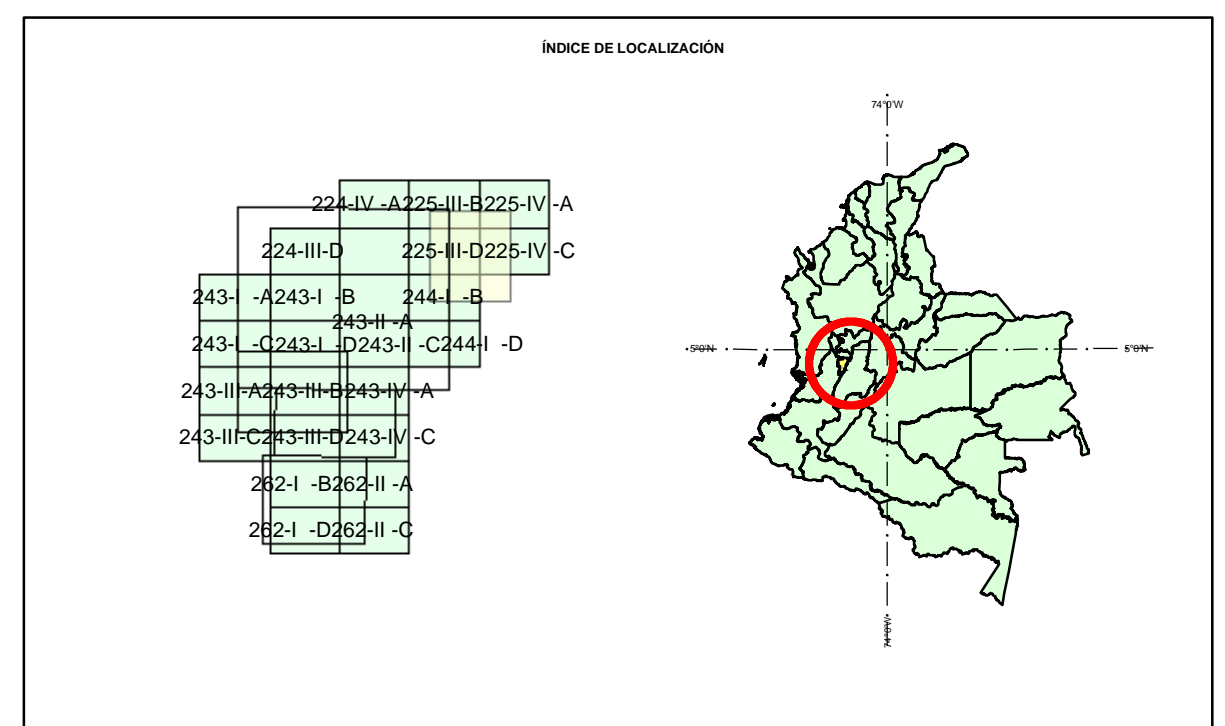 ÍNDICE DE LOCALIZACIÓN
74°0'W
224-IV -A225-III-B225-IV -A
224-III-D 225-III-D225-IV -C
243-I -A243-I -B 244-I -B
243-II -A
243-I -C243-I -D243-II -C244-I -D
5°0'N 5°0'N
243-III-A243-III-B243-IV -A
243-III-C243-III-D243-IV -C
262-I -B262-II -A
262-I -D262-II -C
74°0'W